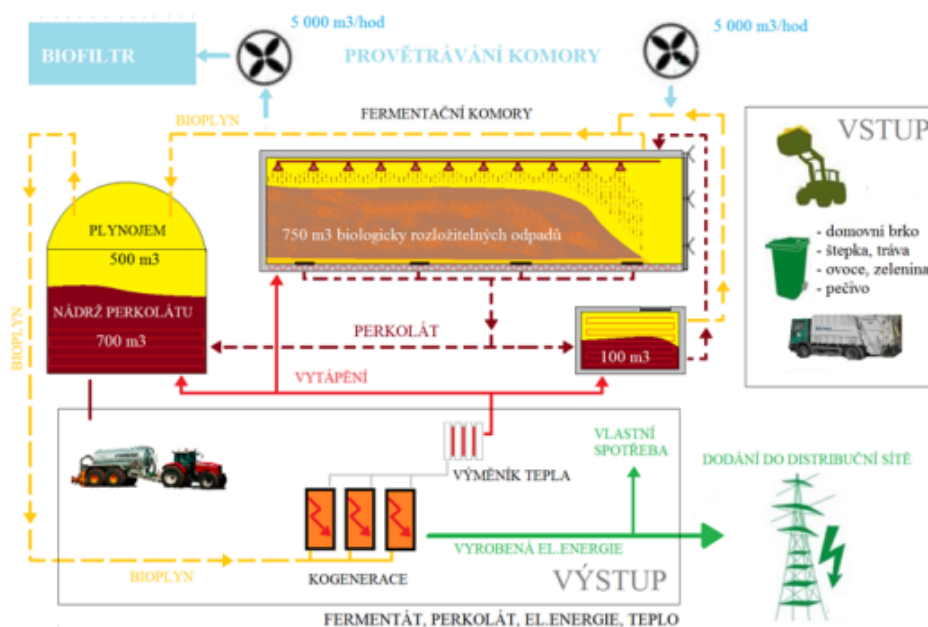 5 000 m3/hod
5 000 m3/hod
BIOFILTR
PROVĚTRÁVÁNÍ KOMORY
BIOPLYN
FERMENTAČNÍ KOMORY
VSTUP
PLYNOJEM
500 m3
750 m3 biologicky rozložitelných odpadů
- domovní brko
- štepka, tráva
- ovoce, zelenina
- pečivo
NÁDRŽ PERKOLÁTU
700 m3
BIOPLYN
PERKOLÁT
100 m3
VYTÁPĚNÍ
VLASTNÍ
SPOTŘEBA
VÝMĚNÍK TEPLA
DODÁNÍ DO DISTRIBUČNÍ SÍTĚ
BIOPLYN
KOGENERACE
VYROBENÁ EL.ENERGIE
VÝSTUP
FERMENTÁT, PERKOLÁT, EL.ENERGIE, TEPLO